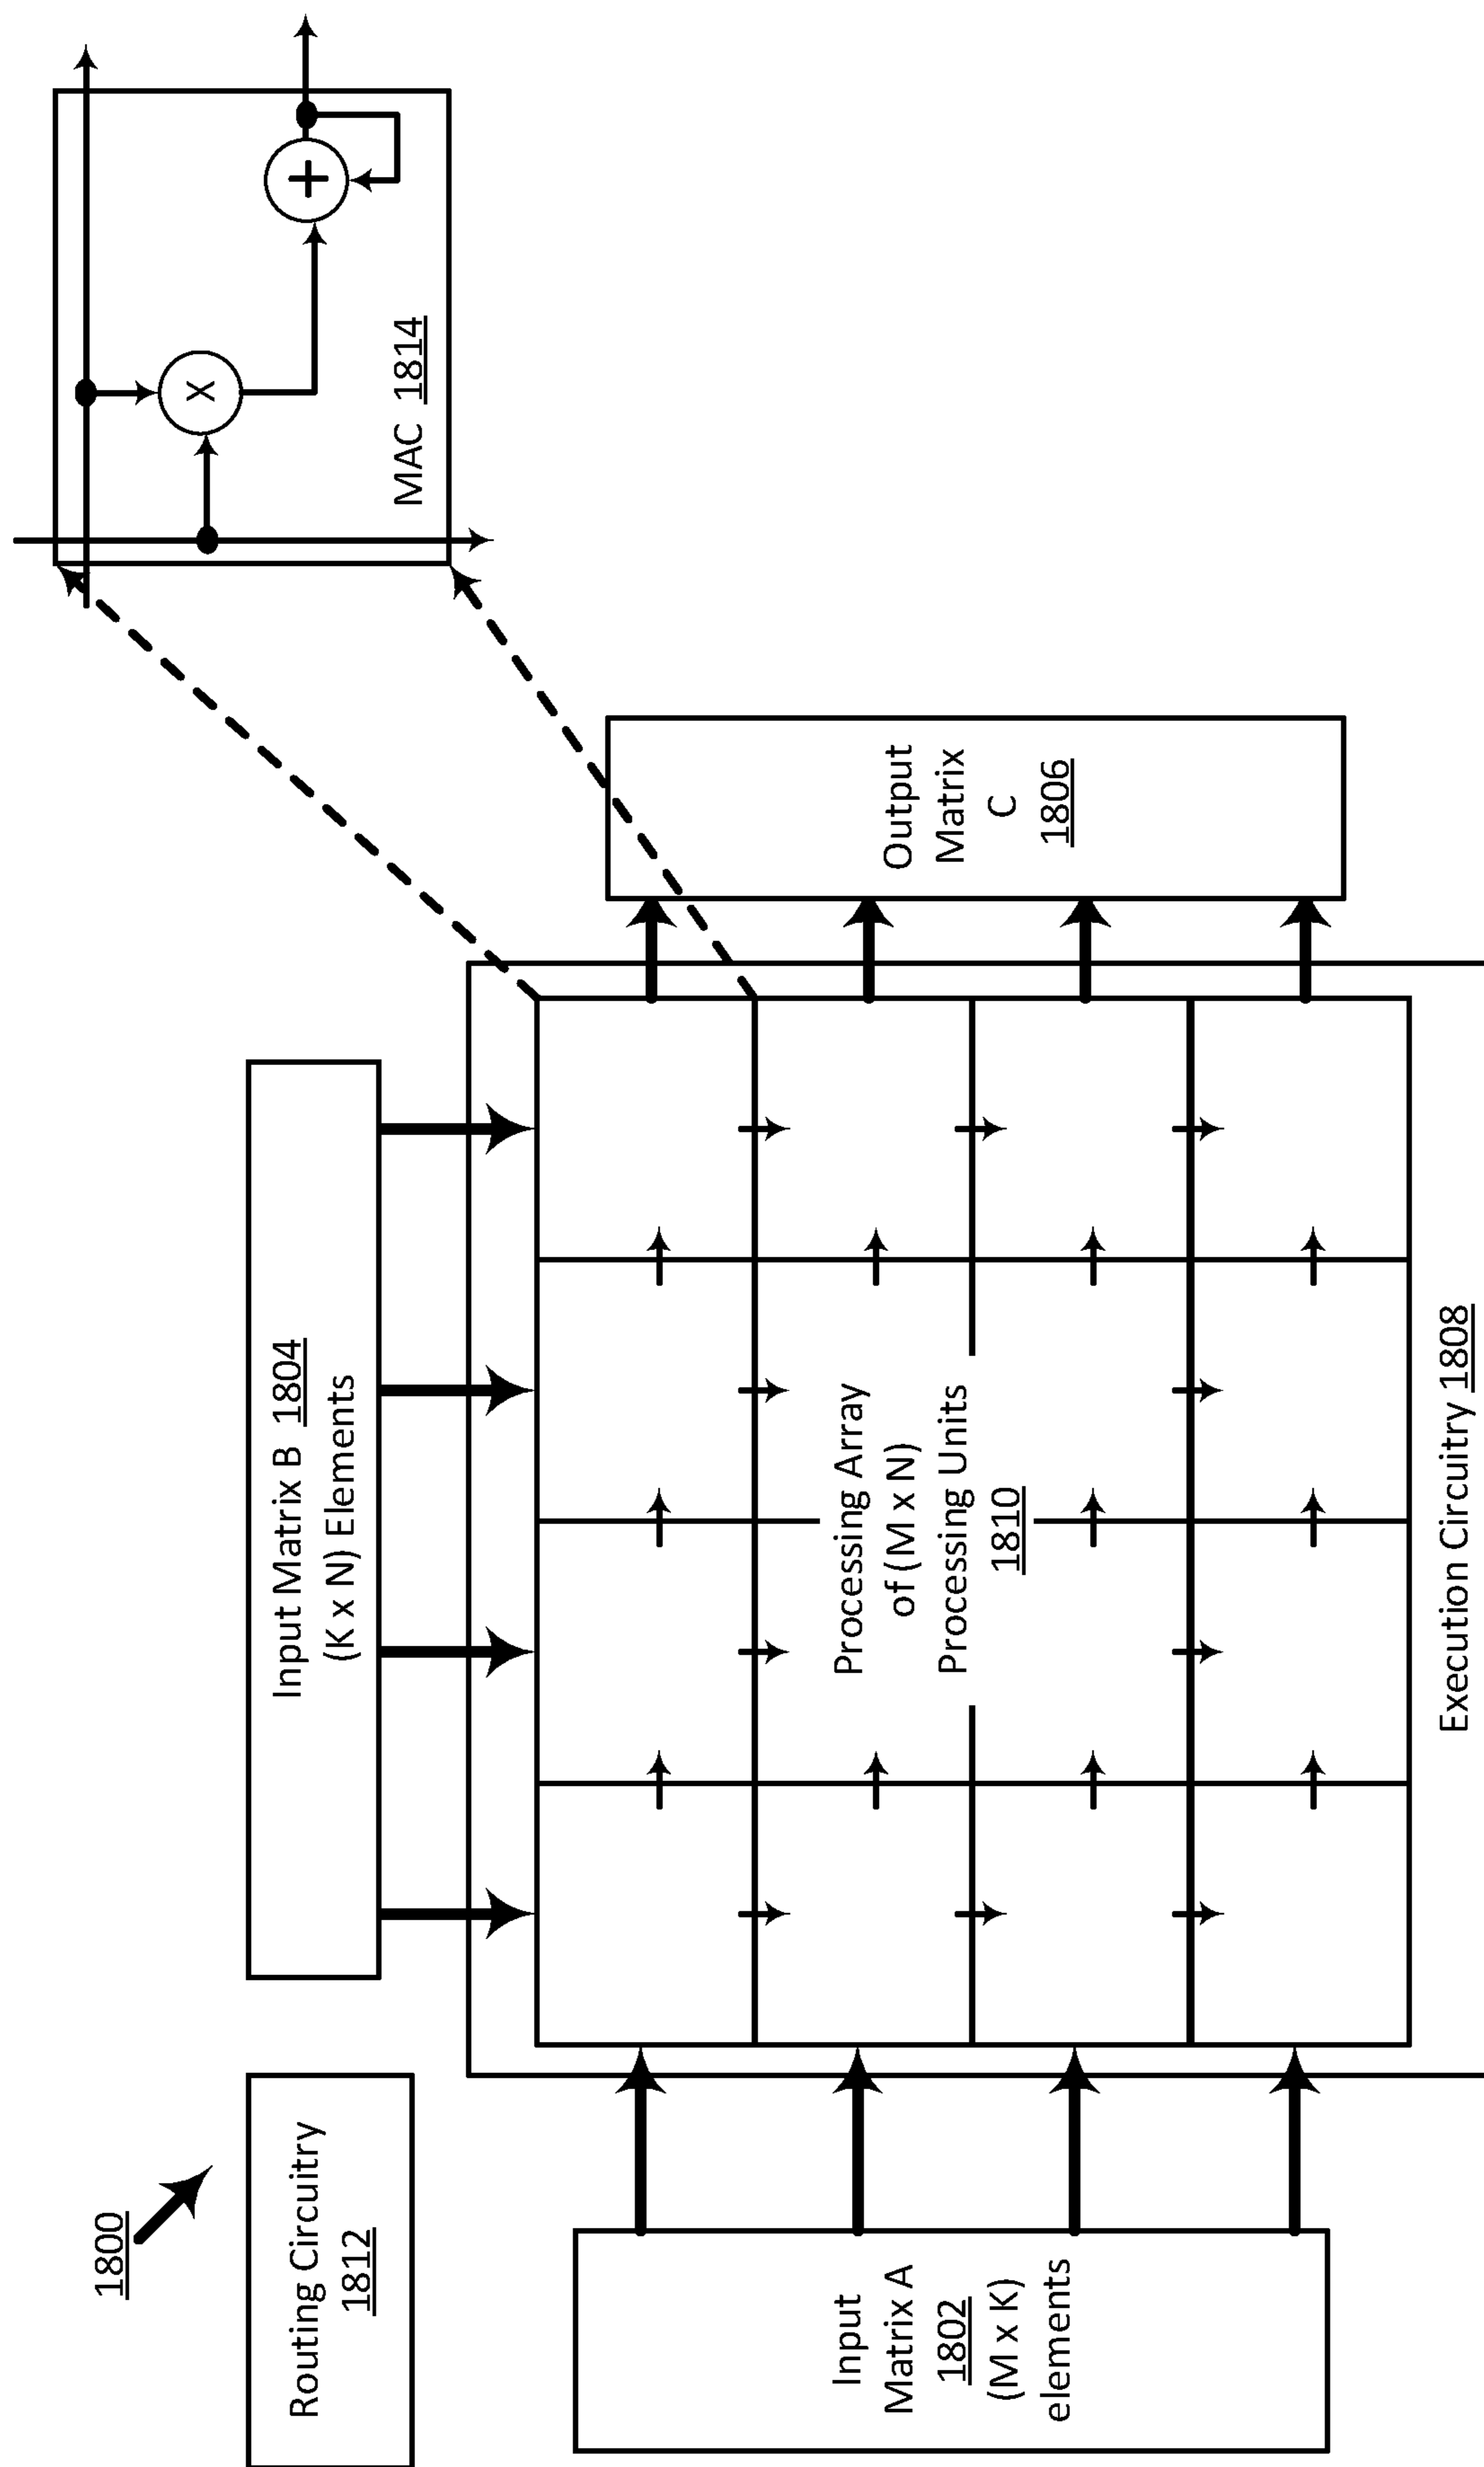 1800
Routing Circuitry
1812
Input Matrix B 1804
(K x N) Elements
MAC 1814
X
+
Input
Matrix A
1802
(M x K)
elements
Processing Array
of (M x N)
Processing Units
1810
Output
Matrix
C
1806
Execution Circuitry 1808